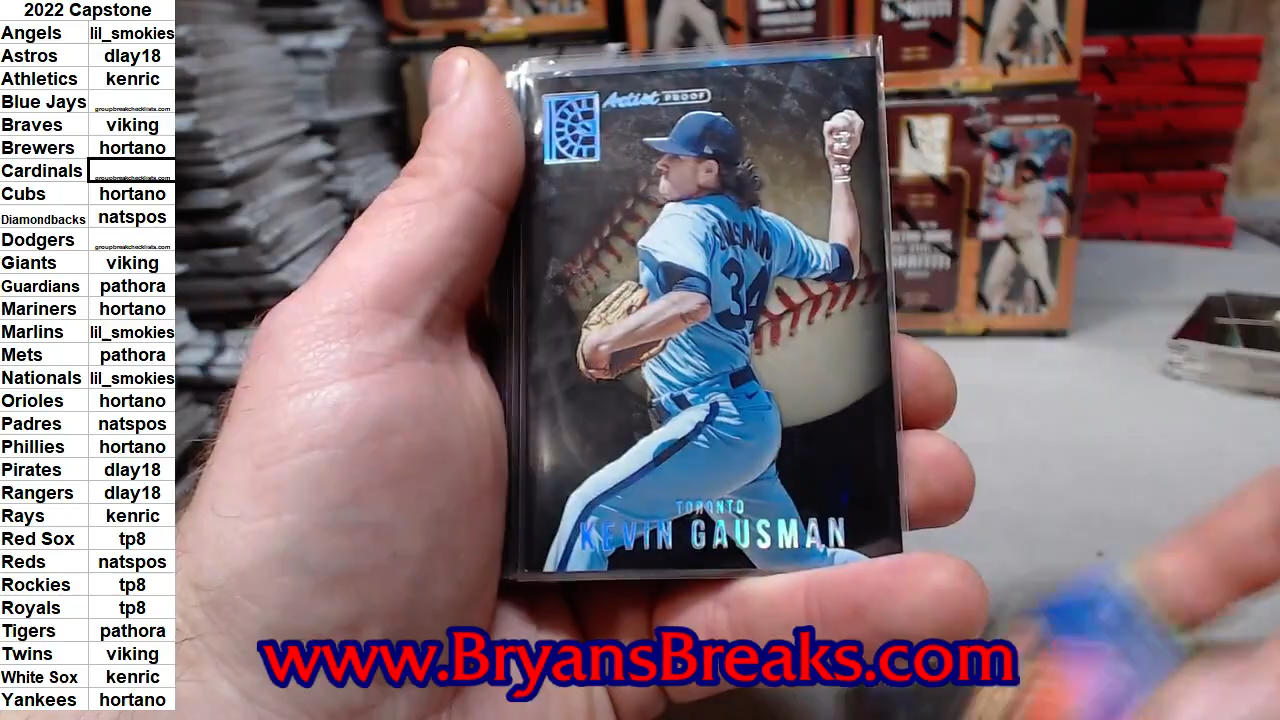 2022 Capstone
Angels lil_smokies
Astros dlay18
Athletics kenric
Blue Jays groupbreakchecklists.com
Braves viking
Brewers hortano
Cardinals groupbreakchecklists.com
Cubs hortano
Diamondbacks natspos
Dodgers groupbreakchecklists.com
Giants viking
Guardians pathora
Mariners hortano
Marlins lil_smokies
Mets pathora
Nationals lil_smokies
Orioles hortano
Padres natspos
Phillies hortano
Pirates dlay18
Rangers dlay18
Rays kenric
Red Sox tp8
Reds natspos
Rockies tp8
Royals tp8
Tigers pathora
Twins viking
White Sox kenric
Yankees hortano
Artist PROOF
GAUSMAN
34
TORONTO
KEVIN GAUSMAN
www.BryansBreaks.com